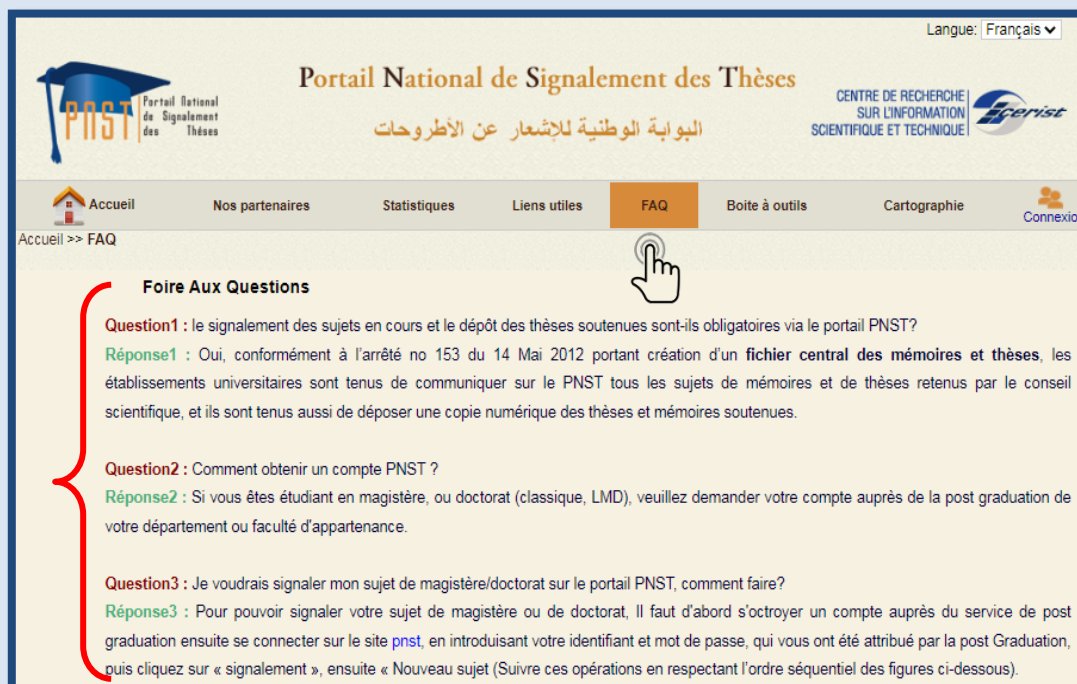 Langue: Français
Portail National de Signalement des Thèses
البوابة الوطنية للإشعار عن الأطروحات
PNST
Portail National
de Signalement
des Thèses
CENTRE DE RECHERCHE
SUR L'INFORMATION
SCIENTIFIQUE ET TECHNIQUE
cerist
Accueil Nos partenaires Statistiques Liens utiles FAQ Boite à outils Cartographie Connexio
Accueil >> FAQ
Foire Aux Questions
Question1 : le signalement des sujets en cours et le dépôt des thèses soutenues sont-ils obligatoires via le portail PNST?
Réponse1 : Oui, conformément à l'arrêté no 153 du 14 Mai 2012 portant création d'un fichier central des mémoires et thèses, les
établissements universitaires sont tenus de communiquer sur le PNST tous les sujets de mémoires et de thèses retenus par le conseil
scientifique, et ils sont tenus aussi de déposer une copie numérique des thèses et mémoires soutenues.
Question2 : Comment obtenir un compte PNST ?
Réponse2 : Si vous êtes étudiant en magistère, ou doctorat (classique, LMD), veuillez demander votre compte auprès de la post graduation de
votre département ou faculté d'appartenance.
Question3 : Je voudrais signaler mon sujet de magistère/doctorat sur le portail PNST, comment faire?
Réponse3 : Pour pouvoir signaler votre sujet de magistère ou de doctorat, Il faut d'abord s'octroyer un compte auprès du service de post
graduation ensuite se connecter sur le site pnst, en introduisant votre identifiant et mot de passe, qui vous ont été attribué par la post Graduation,
puis cliquez sur « signalement », ensuite « Nouveau sujet (Suivre ces opérations en respectant l'ordre séquentiel des figures ci-dessous).